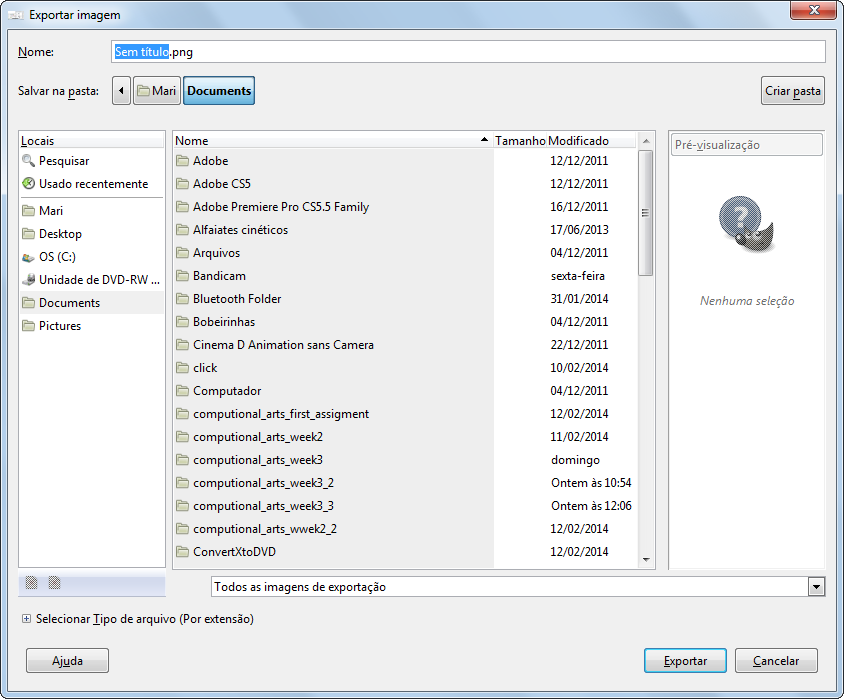 Exportar imagem
Nome: Sem título.png
Salvar na pasta: Mari Documents Criar pasta
Locais
Pesquisar
Usado recentemente
Mari
Desktop
OS (C:)
Unidade de DVD-RW ...
Documents
Pictures
Nome Tamanho Modificado
Adobe 12/12/2011
Adobe CS5 12/12/2011
Adobe Premiere Pro CS5.5 Family 16/12/2011
Alfaiates cinéticos 17/06/2013
Arquivos 04/12/2011
Bandicam sexta-feira
Bluetooth Folder 31/01/2014
Bobeirinhas 04/12/2011
Cinema D Animation sans Camera 22/12/2011
click 10/02/2014
Computador 04/12/2011
computional_arts_first_assigment 12/02/2014
computional_arts_week2 11/02/2014
computional_arts_week3 domingo
computional_arts_week3_2 Ontem às 10:54
computional_arts_week3_3 Ontem às 12:06
computional_arts_wwek2_2 12/02/2014
ConvertXtoDVD 12/02/2014
Pré-visualização
?
Nenhuma seleção
Todos as imagens de exportação
Selecionar Tipo de arquivo (Por extensão)
Ajuda Exportar Cancelar